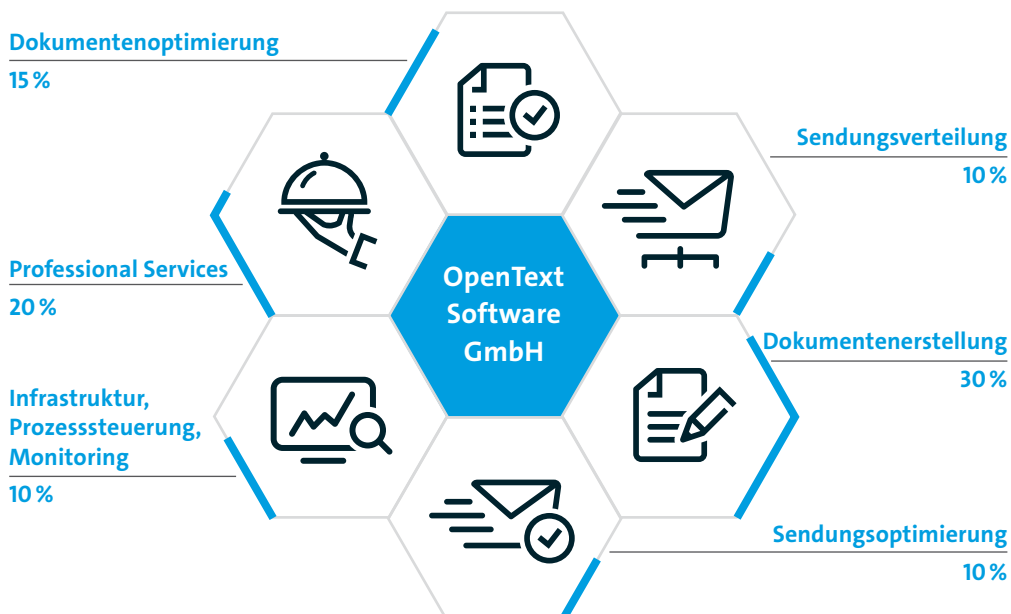 Dokumentenoptimierung
15 %
Sendungsverteilung
10 %
Professional Services
20 %
OpenText
Software
GmbH
Dokumentenerstellung
30 %
Infrastruktur,
Prozesssteuerung,
Monitoring
10 %
Sendungsoptimierung
10 %